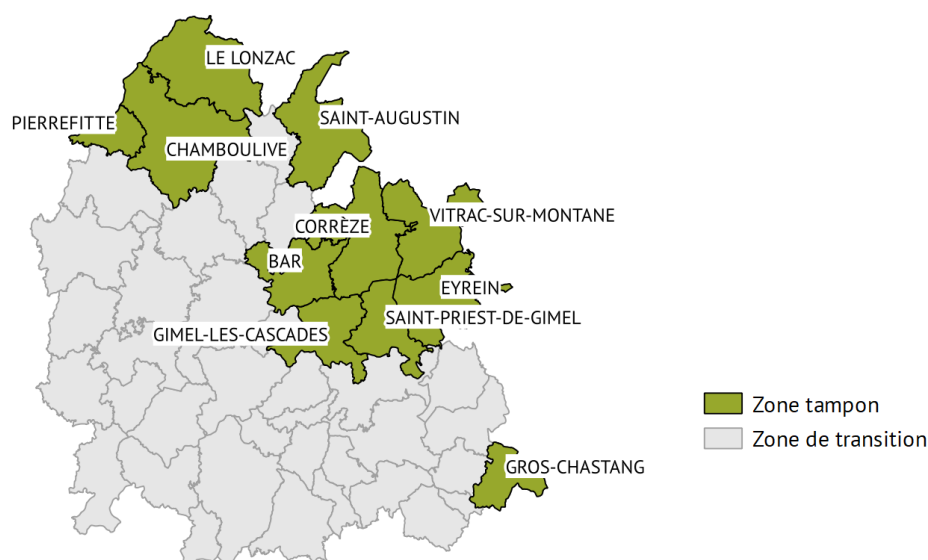 LE LONZAC
SAINT-AUGUSTIN
PIERREFITTE
CHAMBOULIVE
VITRAC-SUR-MONTANE
CORRÈZE
BAR
EYREIN
SAINT-PRIEST-DE-GIMEL
GIMEL-LES-CASCADES
Zone tampon
Zone de transition
GROS-CHASTANG